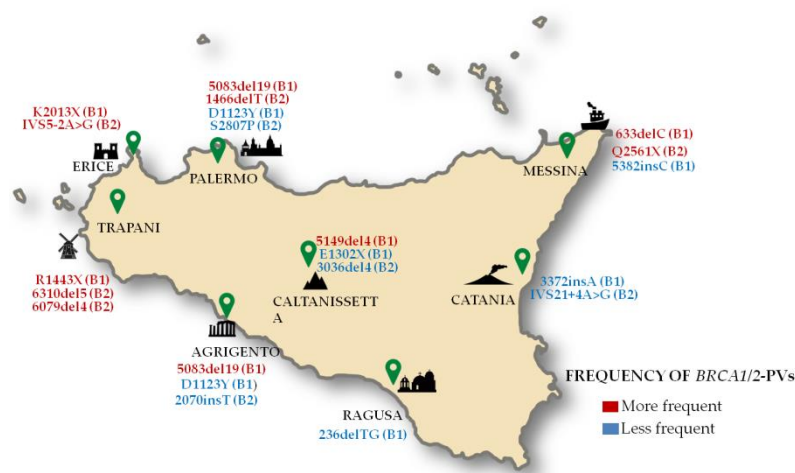 5083del19 (B1)
1466delT (B2)
D1123Y (B1)
S2807P (B2)
K2013X (B1)
IVS5-2A>G (B2)
ERICE
PALERMO
633delC (B1)
Q2561X (B2)
5382insC (B1)
MESSINA
TRAPANI
R1443X (B1)
6310del5 (B2)
6079del4 (B2)
5149del4 (B1)
E1302X (B1)
3036del4 (B2)
CALTANISSETT
A
3372insA (B1)
IVS21+4A>G (B2)
CATANIA
AGRIGENTO
5083del19 (B1)
D1123Y (B1)
2070insT (B2)
RAGUSA
236delTG (B1)
FREQUENCY OF BRCA1/2-PVs
More frequent
Less frequent